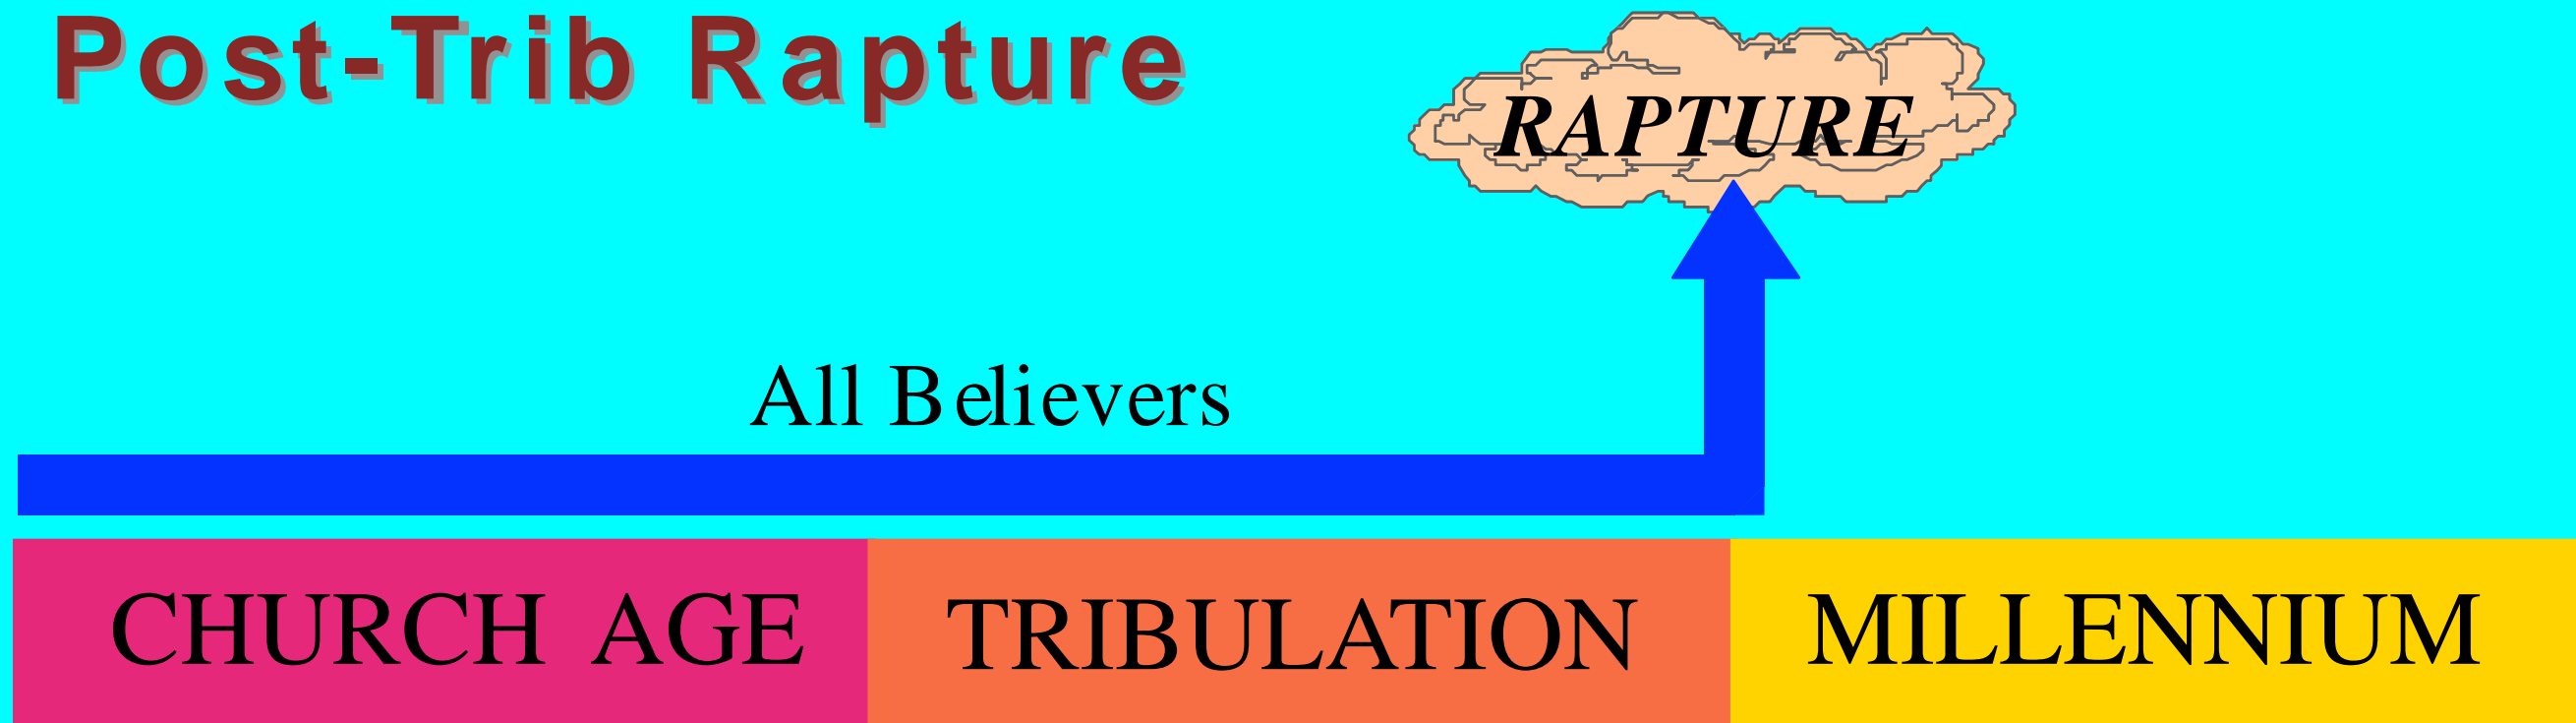 Post-Trib Rapture
RAPTURE
All Believers
CHURCH AGE
TRIBULATION
MILLENNIUM